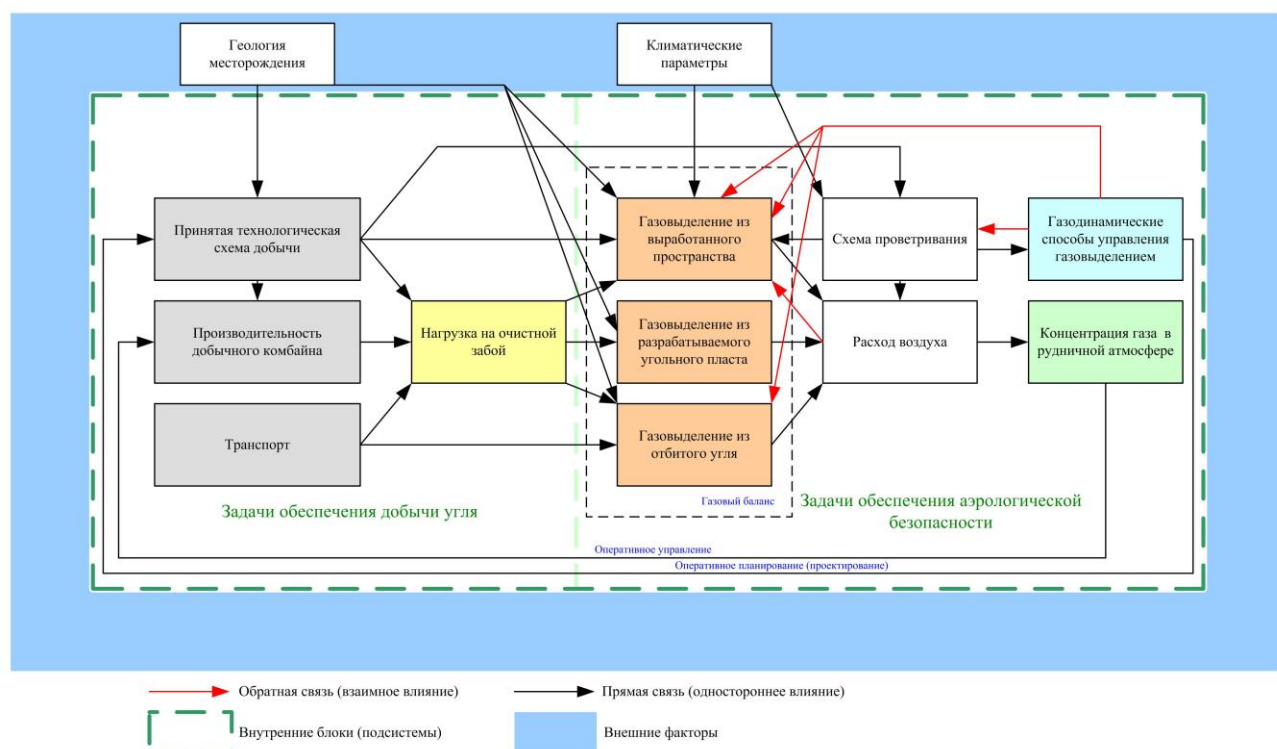 Геология
месторождения
Климатические
параметры
Принятая технологическая
схема добычи
Газовыделение из
выработанного
пространства
Схема проветривания
Газодинамические
способы управления
газовыделением
Производительность
добычного комбайна
Нагрузка на очистной
забой
Газовыделение из
разрабатываемого
угольного пласта
Расход воздуха
Концентрация газа в
рудничной атмосфере
Транспорт
Газовыделение из
отбитого угля
Газовый баланс
Задачи обеспечения добычи угля
Задачи обеспечения аэрологической
безопасности
Оперативное управление
Оперативное планирование (проектирование)
Обратная связь (взаимное влияние)
Прямая связь (одностороннее влияние)
Внутренние блоки (подсистемы)
Внешние факторы